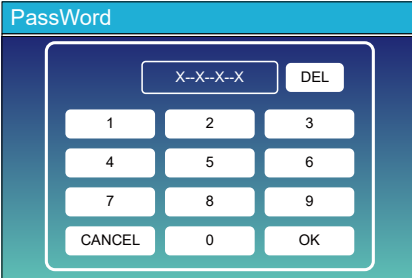 PassWord
X--X--X--X DEL
1 2 3
4 5 6
7 8 9
CANCEL 0 OK